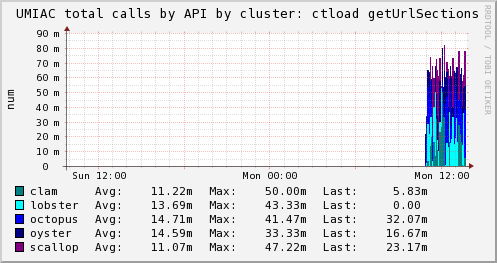 UMIAC total calls by API by cluster: ctload getUrlSections
RRDTOOL / TOBI OETIKER
num
90 m
80 m
70 m
60 m
50 m
40 m
30 m
20 m
10 m
0
Sun 12:00 Mon 00:00 Mon 12:00
clam Avg: 11.22m Max: 50.00m Last: 5.83m
lobster Avg: 13.69m Max: 43.33m Last: 0.00
octopus Avg: 14.71m Max: 41.47m Last: 32.07m
oyster Avg: 14.59m Max: 33.33m Last: 16.67m
scallop Avg: 11.07m Max: 47.22m Last: 23.17m